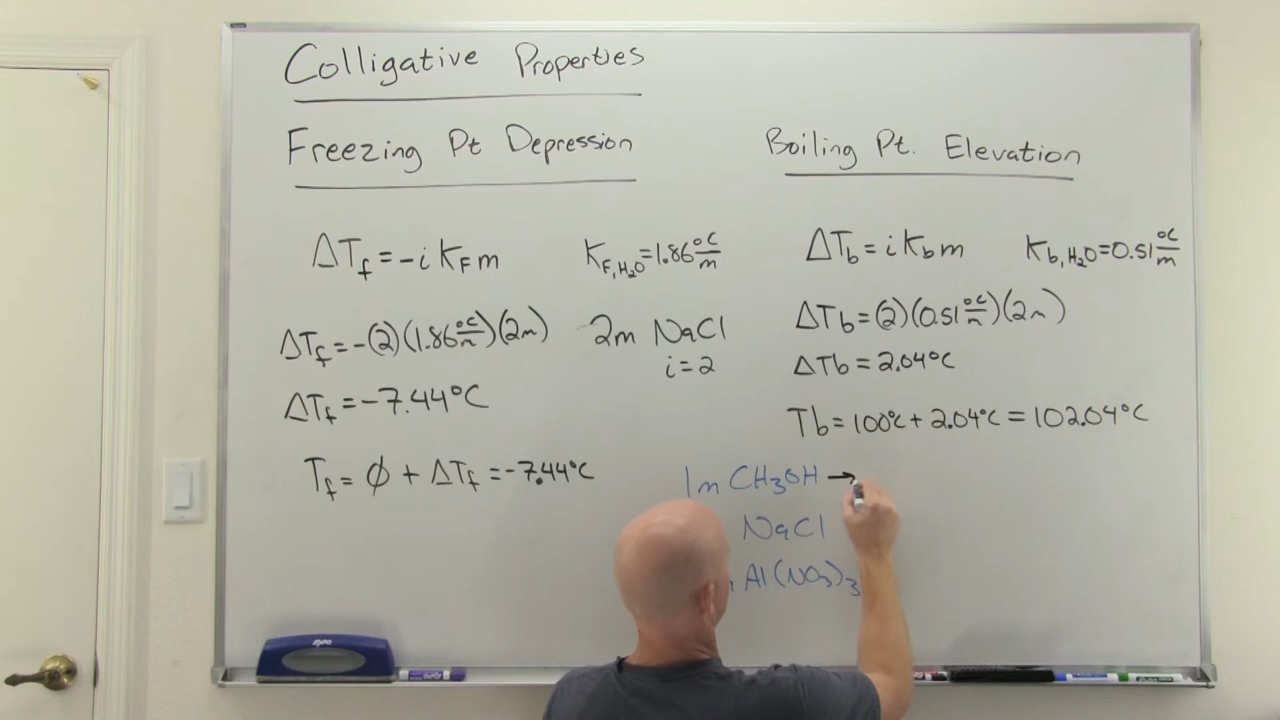 Colligative Properties
Freezing Pt Depression
ΔTf = -i KF m
KF,H2O = 1.86 °C/m
ΔTf = -(2)(1.86 °C/m)(2m)
2m NaCl
i = 2
ΔTf = -7.44°C
Tf = ∅ + ΔTf = -7.44°C
Boiling Pt. Elevation
ΔTb = i Kb m
Kb,H2O = 0.51 °C/m
ΔTb = (2)(0.51 °C/m)(2m)
ΔTb = 2.04°C
Tb = 100°C + 2.04°C = 102.04°C
1m CH3OH →
NaCl
Al(NO3)3
EXPO